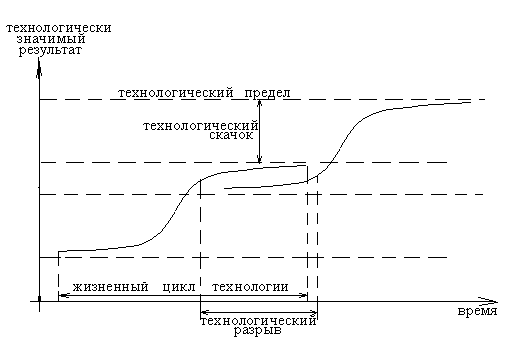 технологически
значимый
результат
технологический предел
технологический
скачок
жизненный цикл технологии
время
технологический
разрыв